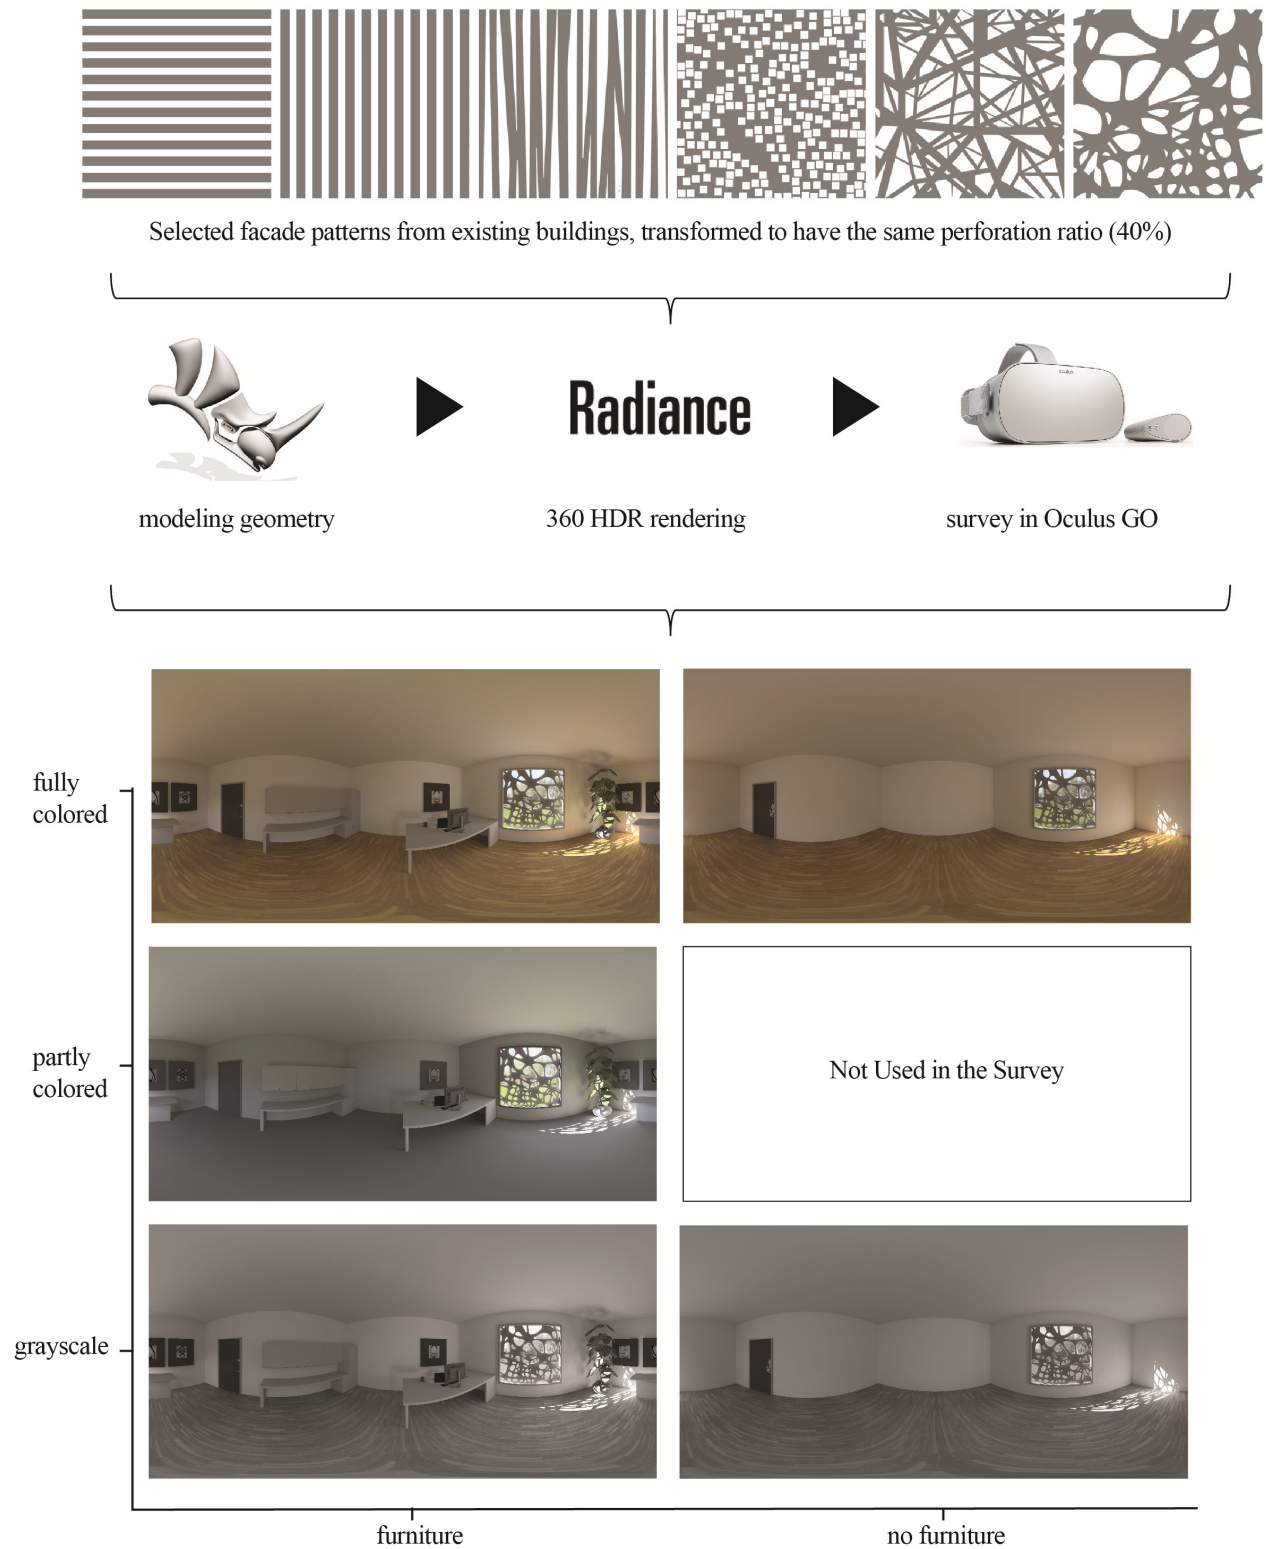 Selected facade patterns from existing buildings, transformed to have the same perforation ratio (40%)
Radiance
oculus
modeling geometry
360 HDR rendering
survey in Oculus GO
fully
colored
partly
colored
Not Used in the Survey
grayscale
furniture
no furniture